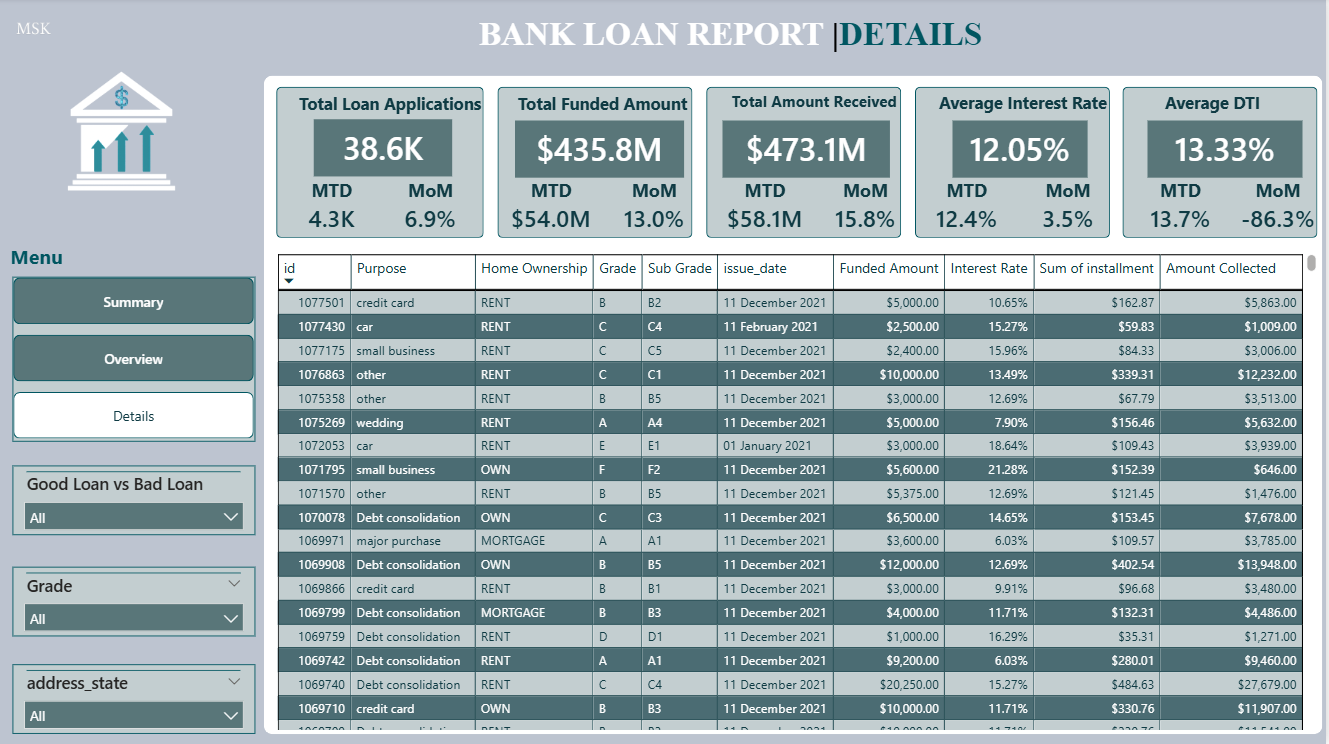 MSK
BANK LOAN REPORT |DETAILS
$
Total Loan Applications
38.6K
MTD MoM
4.3K 6.9%
Total Funded Amount
$435.8M
MTD MoM
$54.0M 13.0%
Total Amount Received
$473.1M
MTD MoM
$58.1M 15.8%
Average Interest Rate
12.05%
MTD MoM
12.4% 3.5%
Average DTI
13.33%
MTD MoM
13.7% -86.3%
Menu
Summary
Overview
Details
Good Loan vs Bad Loan
All
Grade
All
address_state
All
id Purpose Home Ownership Grade Sub Grade issue_date Funded Amount Interest Rate Sum of installment Amount Collected
1077501 credit card RENT B B2 11 December 2021 $5,000.00 10.65% $162.87 $5,863.00
1077430 car RENT C C4 11 February 2021 $2,500.00 15.27% $59.83 $1,009.00
1077175 small business RENT C C5 11 December 2021 $2,400.00 15.96% $84.33 $3,006.00
1076863 other RENT C C1 11 December 2021 $10,000.00 13.49% $339.31 $12,232.00
1075358 other RENT B B5 11 December 2021 $3,000.00 12.69% $67.79 $3,513.00
1075269 wedding RENT A A4 11 December 2021 $5,000.00 7.90% $156.46 $5,632.00
1072053 car RENT E E1 01 January 2021 $3,000.00 18.64% $109.43 $3,939.00
1071795 small business OWN F F2 11 December 2021 $5,600.00 21.28% $152.39 $646.00
1071570 other RENT B B5 11 December 2021 $5,375.00 12.69% $121.45 $1,476.00
1070078 Debt consolidation OWN C C3 11 December 2021 $6,500.00 14.65% $153.45 $7,678.00
1069971 major purchase MORTGAGE A A1 11 December 2021 $3,600.00 6.03% $109.57 $3,785.00
1069908 Debt consolidation OWN B B5 11 December 2021 $12,000.00 12.69% $402.54 $13,948.00
1069866 credit card RENT B B1 11 December 2021 $3,000.00 9.91% $96.68 $3,480.00
1069799 Debt consolidation MORTGAGE B B3 11 December 2021 $4,000.00 11.71% $132.31 $4,486.00
1069759 Debt consolidation RENT D D1 11 December 2021 $1,000.00 16.29% $35.31 $1,271.00
1069742 Debt consolidation RENT A A1 11 December 2021 $9,200.00 6.03% $280.01 $9,460.00
1069740 Debt consolidation RENT C C4 11 December 2021 $20,250.00 15.27% $484.63 $27,679.00
1069710 credit card OWN B B3 11 December 2021 $10,000.00 11.71% $330.76 $11,907.00